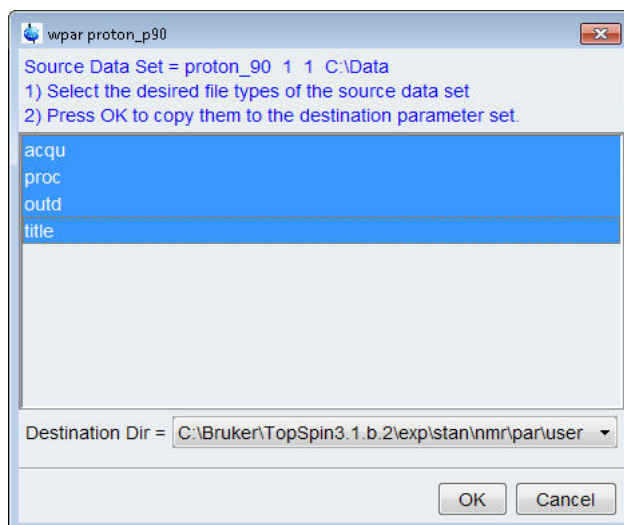 wpar proton_p90
Source Data Set = proton_90 1 1 C:\Data
1) Select the desired file types of the source data set
2) Press OK to copy them to the destination parameter set.
acqu
proc
outd
title
Destination Dir = C:\Bruker\TopSpin3.1.b.2\exp\stan\nmr\par\user
OK Cancel